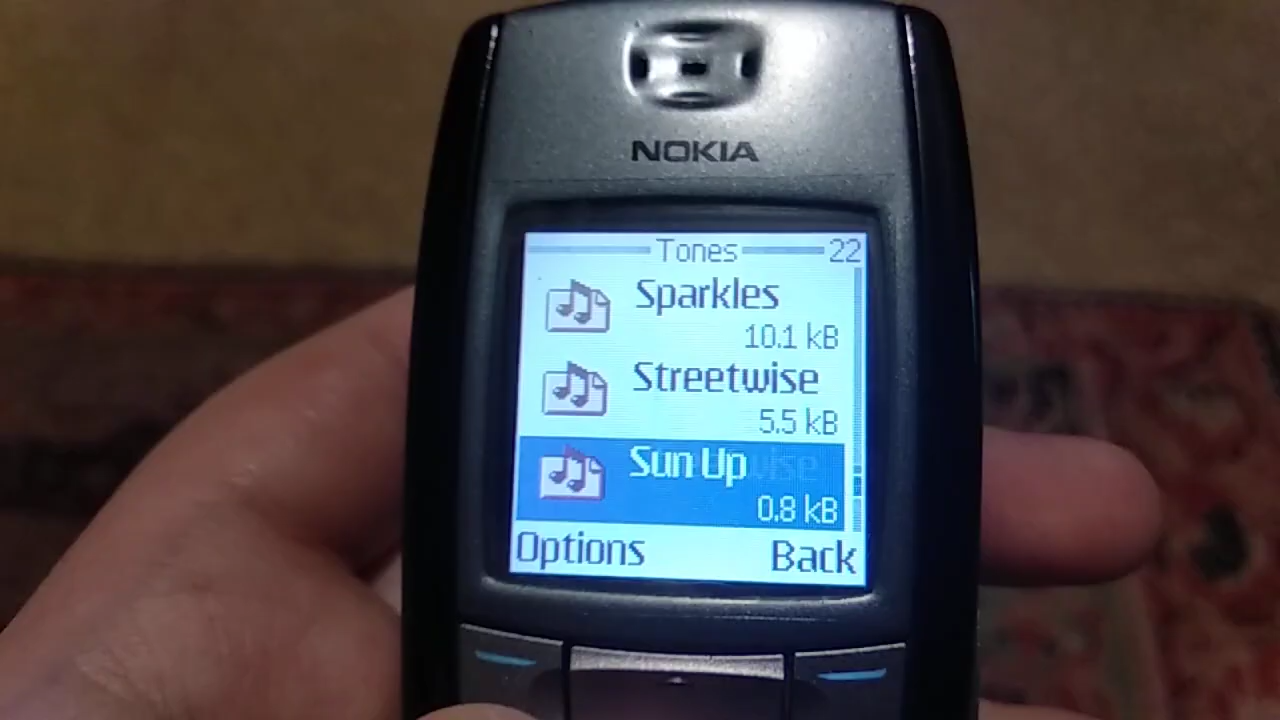 NOKIA
Tones 22
Sparkles
10.1 kB
Streetwise
5.5 kB
Sun Up
0.8 kB
Options Back